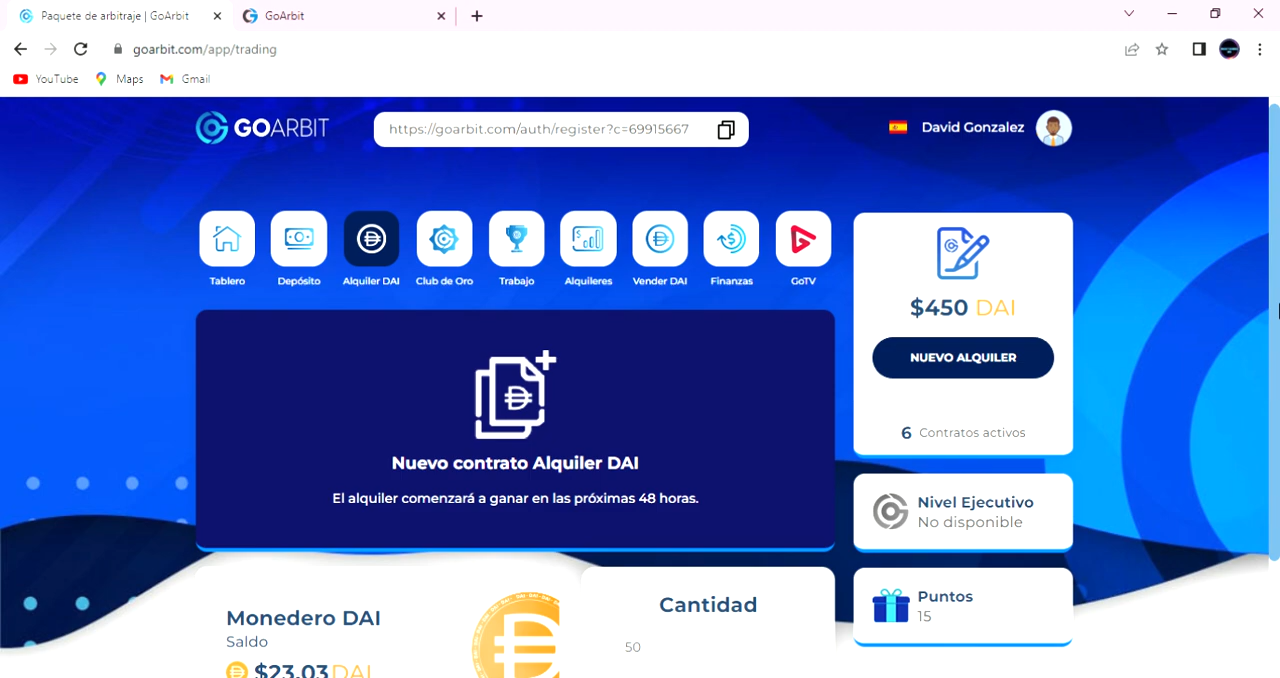 Paquete de arbitraje | GoArbit
GoArbit
goarbit.com/app/trading
YouTube
Maps
Gmail
GOARBIT
https://goarbit.com/auth/register?c=69915667
David Gonzalez
Tablero
Depósito
Alquiler DAI
Club de Oro
Trabajo
Alquileres
Vender DAI
Finanzas
GoTV
$450 DAI
NUEVO ALQUILER
6 Contratos activos
Nuevo contrato Alquiler DAI
El alquiler comenzará a ganar en las próximas 48 horas.
Nivel Ejecutivo
No disponible
Puntos
15
Monedero DAI
Saldo
$23.03 DAI
Cantidad
50